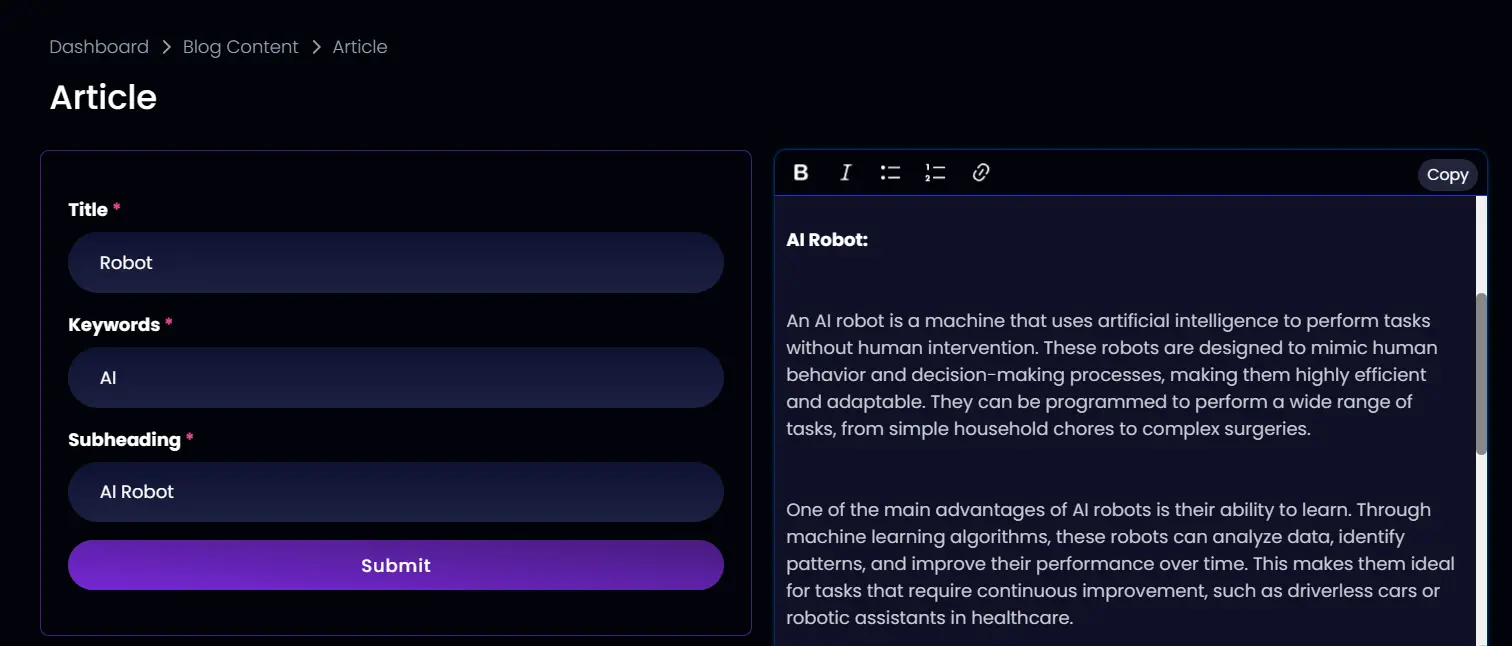 Dashboard > Blog Content > Article
Article
Title *
Robot
Keywords *
AI
Subheading *
AI Robot
Submit
B I Copy
AI Robot:
An AI robot is a machine that uses artificial intelligence to perform tasks
without human intervention. These robots are designed to mimic human
behavior and decision-making processes, making them highly efficient
and adaptable. They can be programmed to perform a wide range of
tasks, from simple household chores to complex surgeries.
One of the main advantages of AI robots is their ability to learn. Through
machine learning algorithms, these robots can analyze data, identify
patterns, and improve their performance over time. This makes them ideal
for tasks that require continuous improvement, such as driverless cars or
robotic assistants in healthcare.